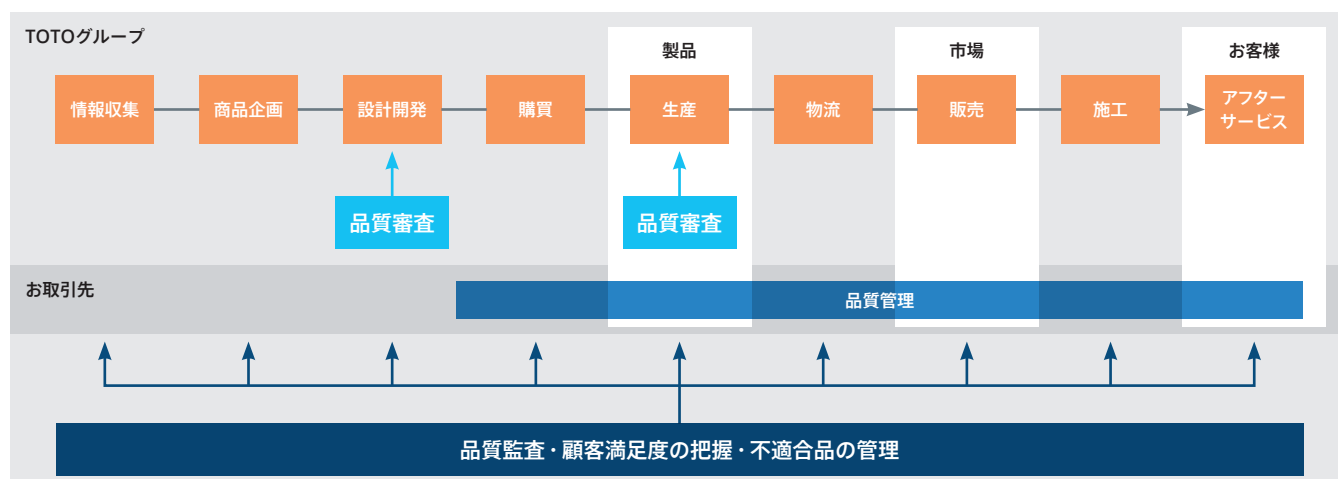 TOTOグループ
製品
市場
お客様
情報収集
商品企画
設計開発
購買
生産
物流
販売
施工
アフター
サービス
品質審査
品質審査
お取引先
品質管理
品質監査・顧客満足度の把握・不適合品の管理